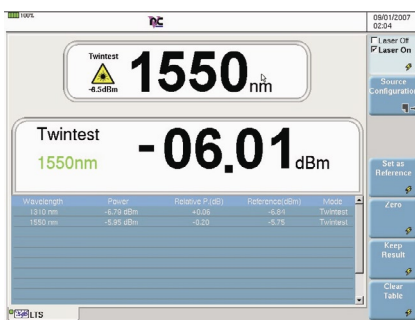 100%
09/01/2007
02:04
Laser Off
Laser On
Twintest
-6.5dBm
1550 nm
Source
Configuration
Twintest
1550nm
-06.01 dBm
Set as
Reference
Zero
Keep
Result
Clear
Table
Wavelength Power Relative P.(dB) Reference(dBm) Mode
1310 nm -6.79 dBm +0.06 -6.84 Twintest
1550 nm -5.95 dBm -0.20 -5.75 Twintest
LTS